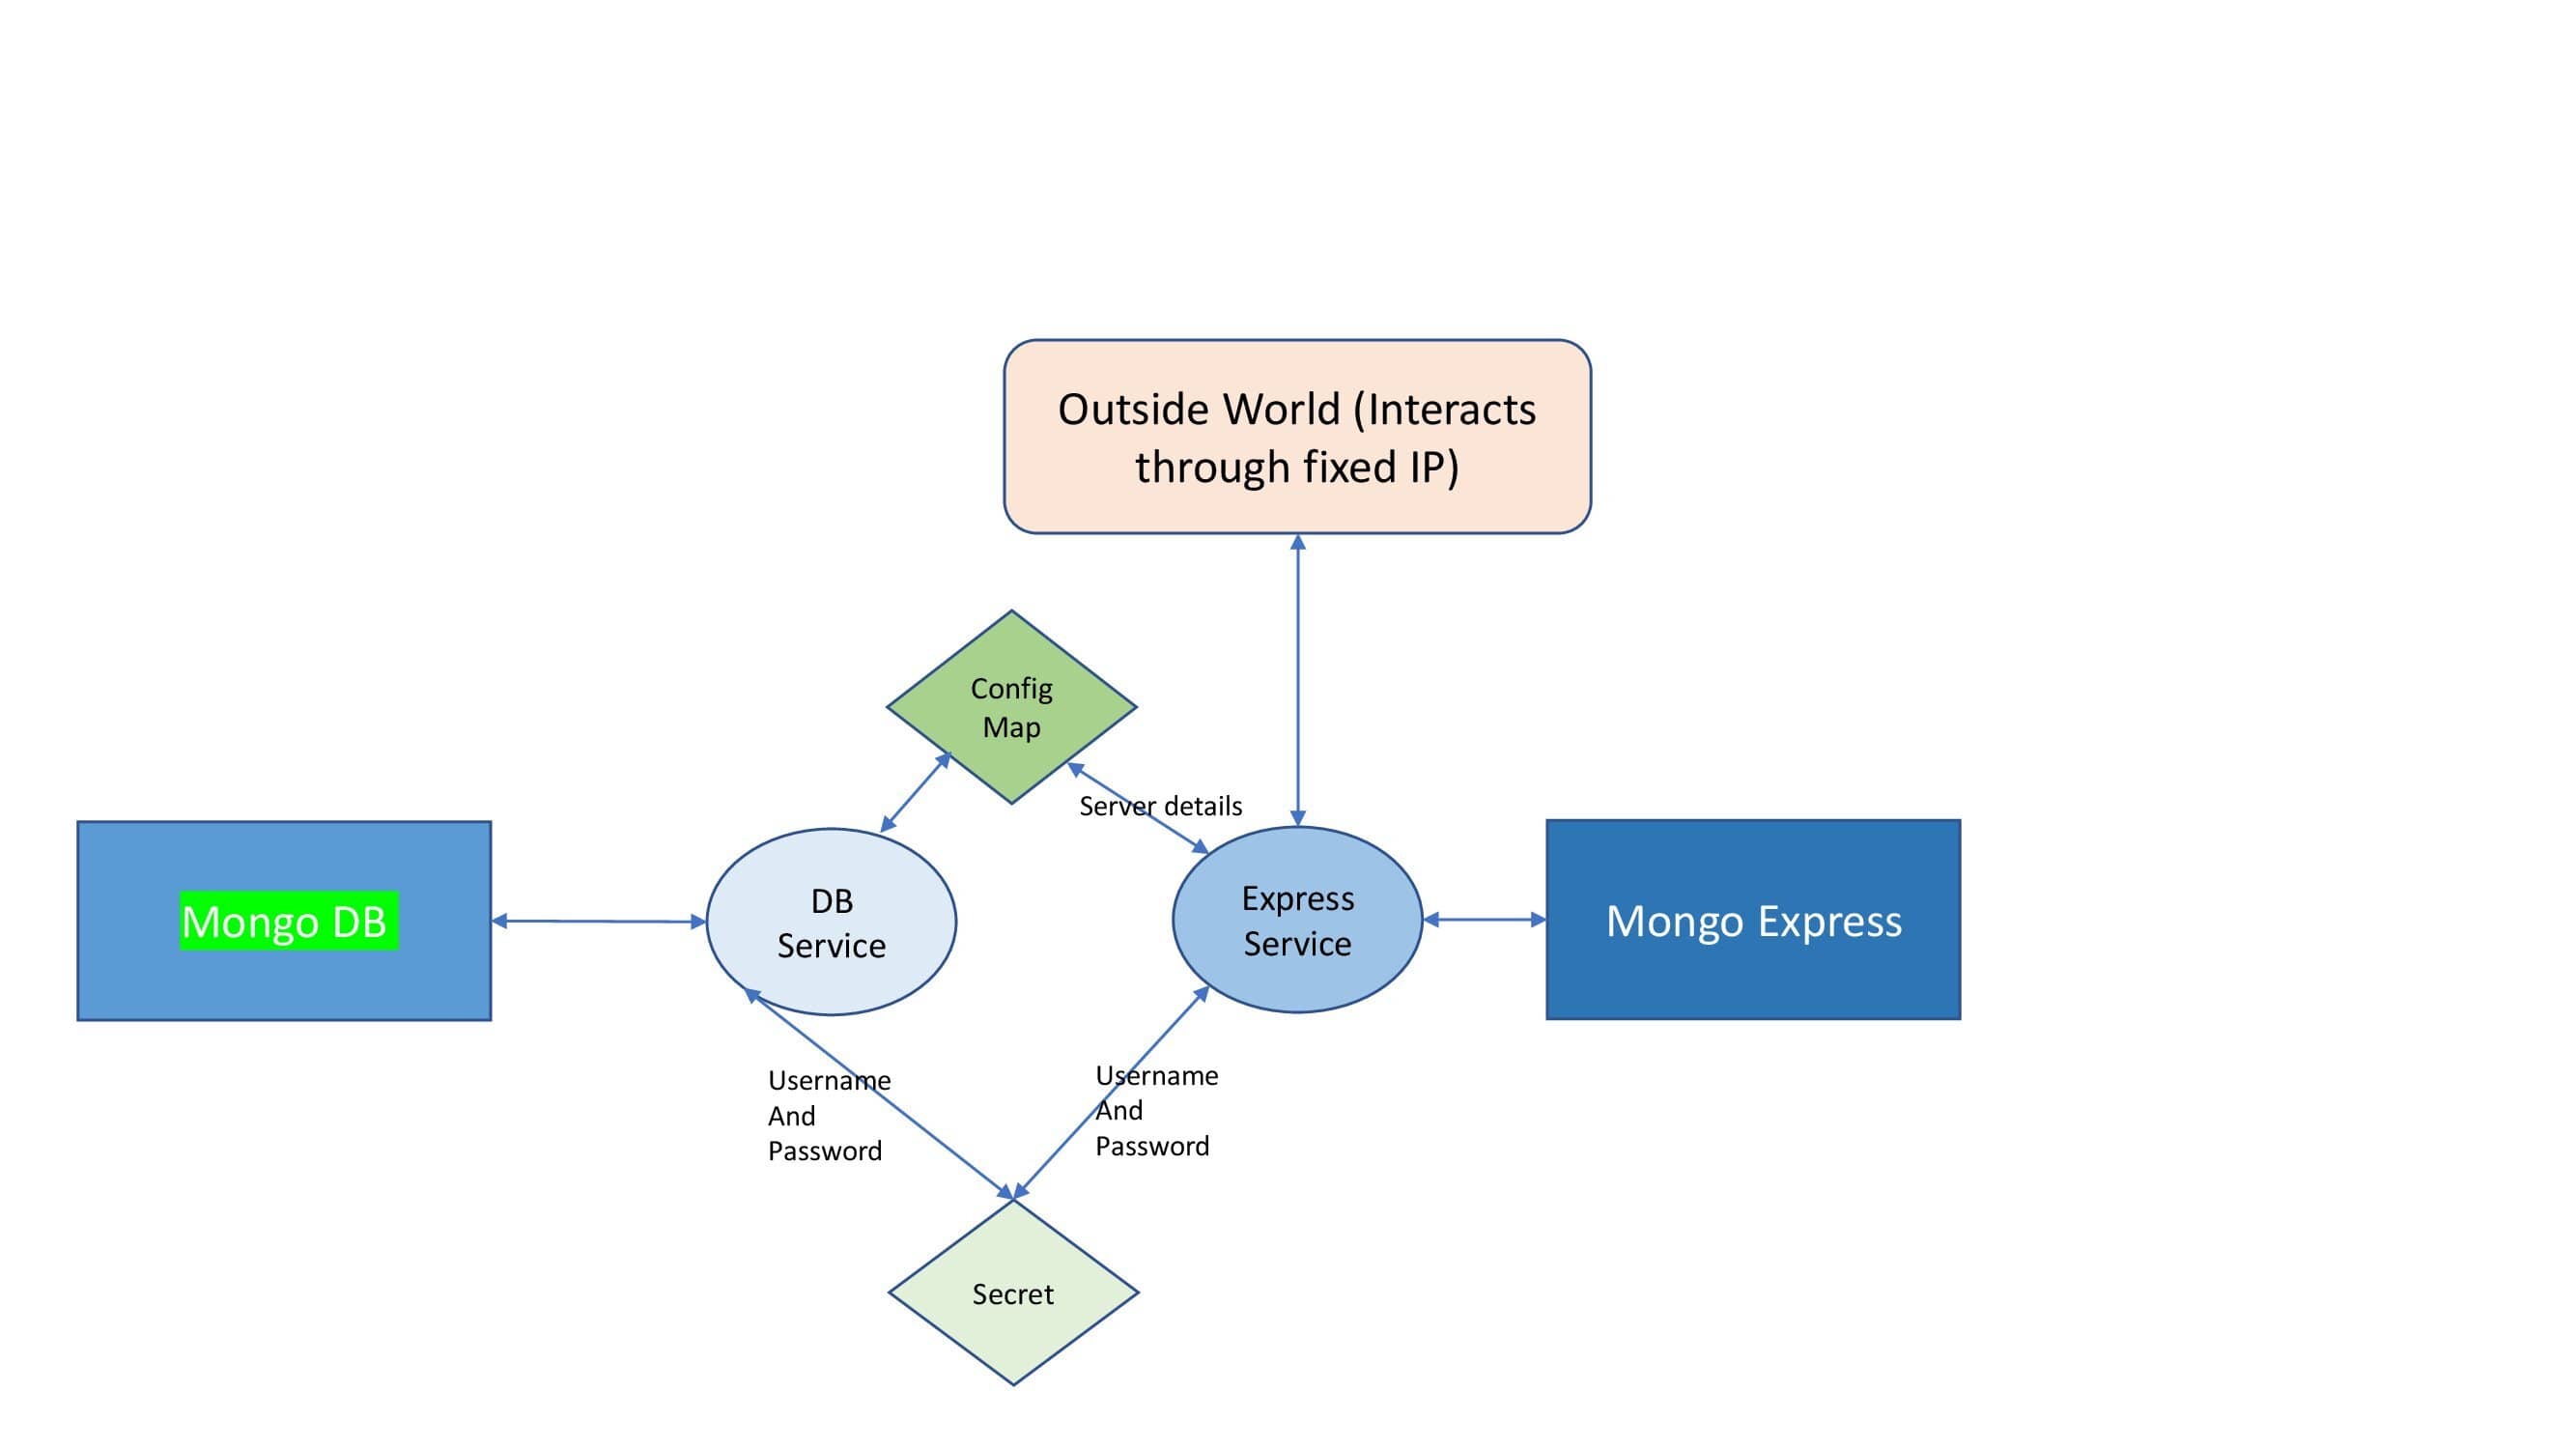 Outside World (Interacts
through fixed IP)
Config
Map
Server details
Mongo DB
DB
Service
Express
Service
Mongo Express
Username
And
Password
Username
And
Password
Secret